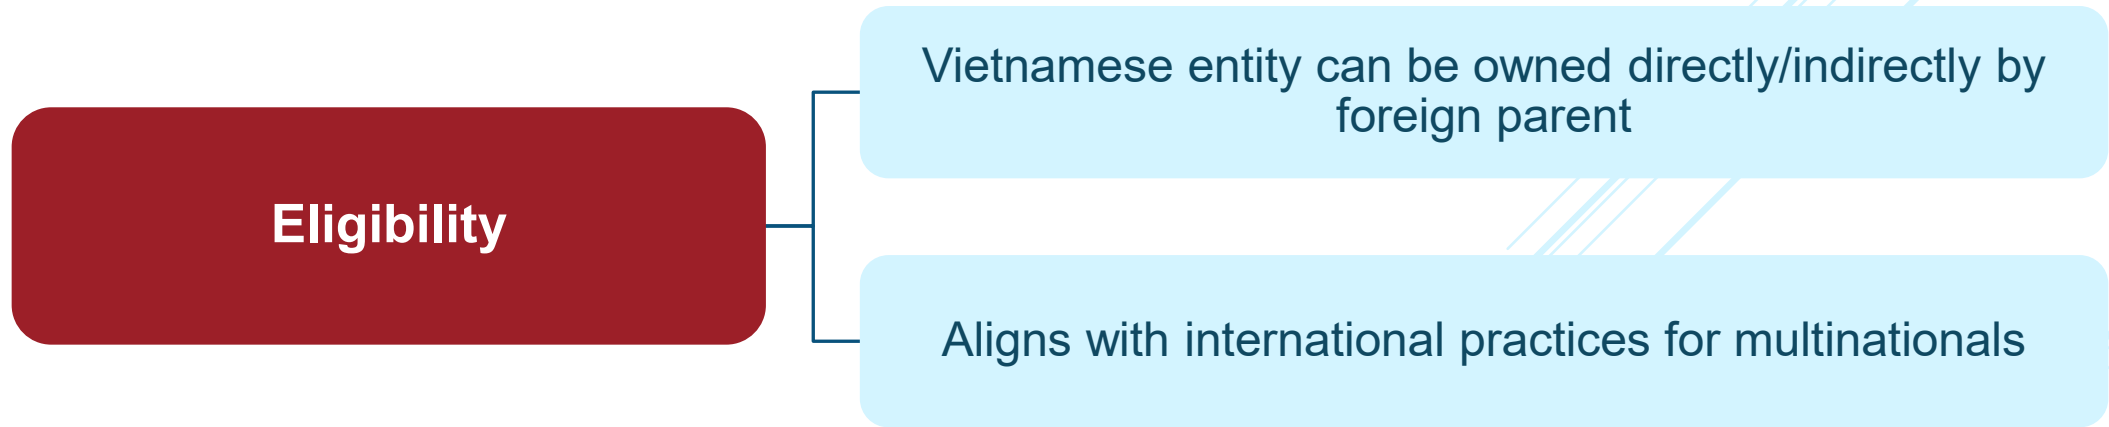 Eligibility
Vietnamese entity can be owned directly/indirectly by
foreign parent
Aligns with international practices for multinationals